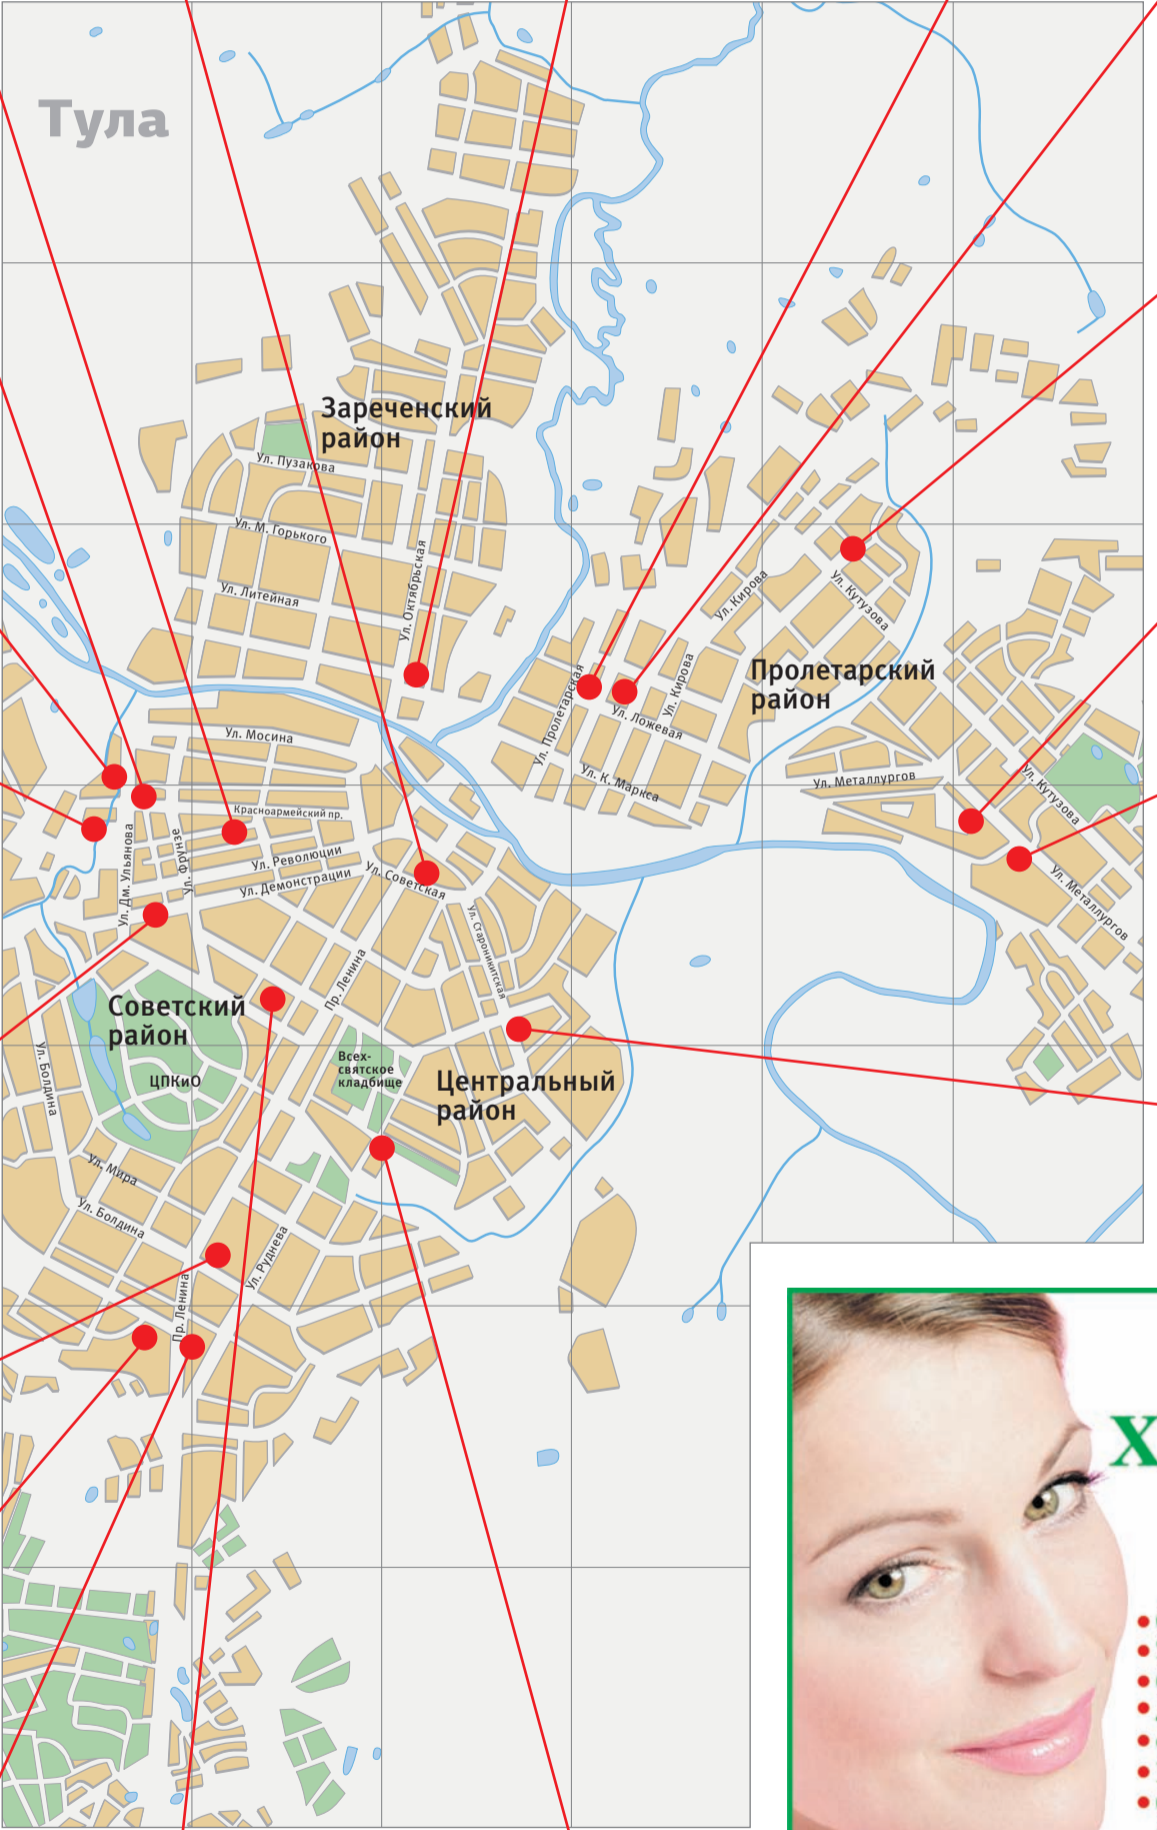 Тула
Зареченский
район
Ул. Пузакова
Ул. М. Горького
Ул. Литейная
Ул. Октябрьская
Ул. Кирова
Ул. Кутузова
Ул. Пролетарская
Ул. Кирова
Ул. Ложевая
Пролетарский
район
Ул. К. Маркса
Ул. Металлургов
Ул. Кутузова
Ул. Металлургов
Ул. Мосина
Красноармейский пр.
Ул. Дм. Ульянова
Ул. Фрунзе
Ул. Революции
Ул. Демонстрации
Ул. Советская
Ул. Староникитская
Пр. Ленина
Советский
район
ЦПКиО
Ул. Болдина
Всех-
святское
кладбище
Центральный
район
Ул. Мира
Ул. Болдина
Ул. Руднева
Пр. Ленина
Х